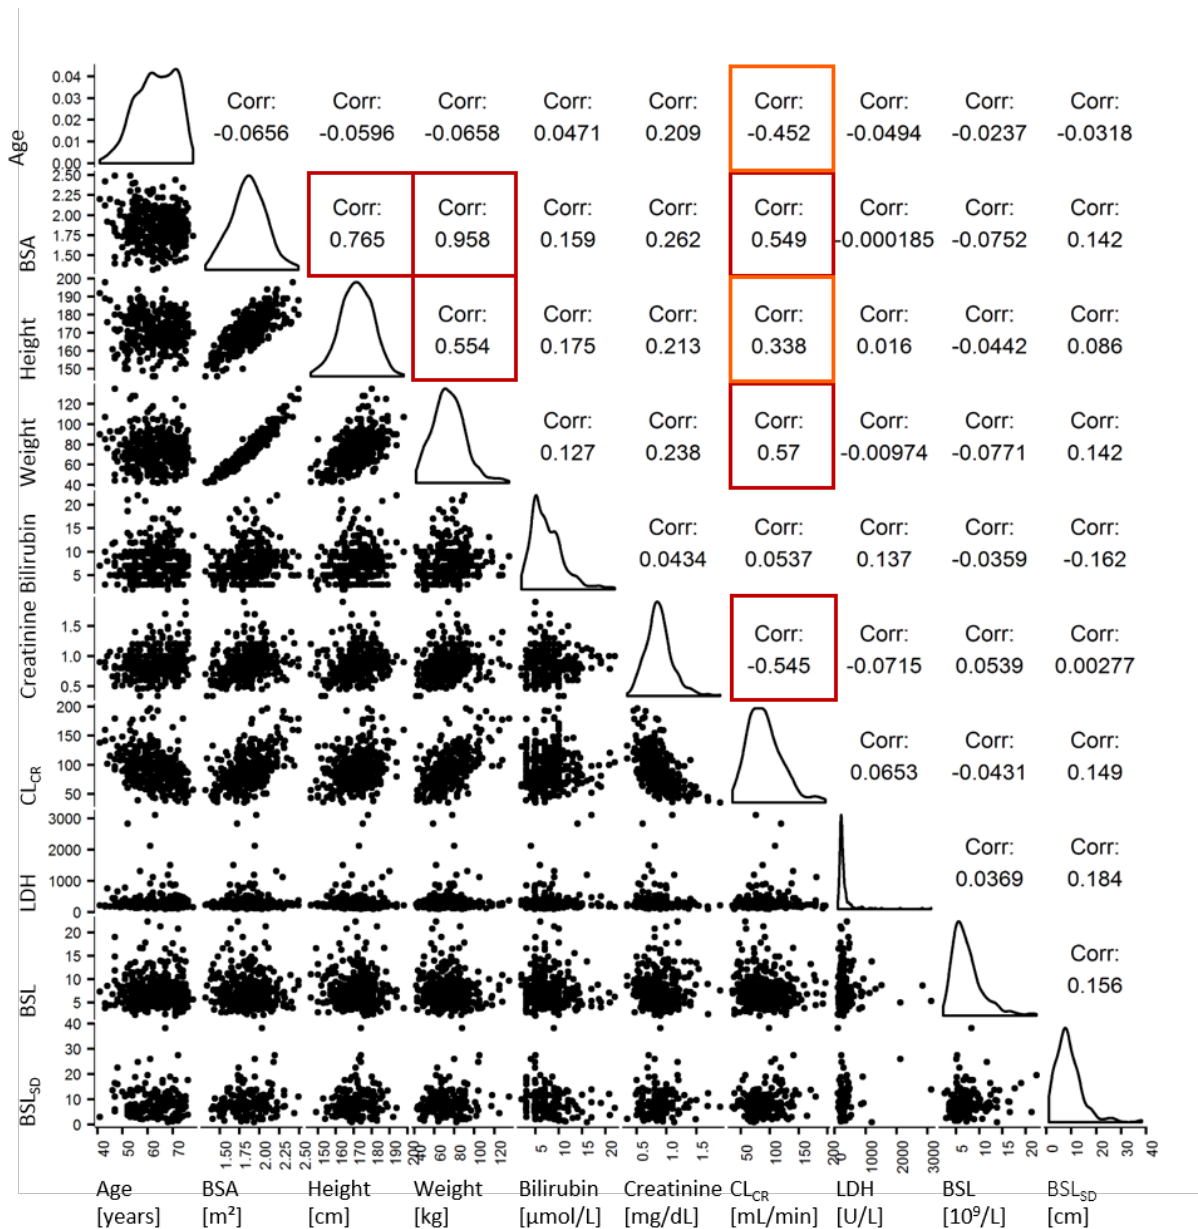 0.04
0.03
0.02
0.01
0.00
Age
Corr: Corr: Corr: Corr: Corr: Corr: Corr: Corr: Corr:
-0.0656 -0.0596 -0.0658 0.0471 0.209 -0.452 -0.0494 -0.0237 -0.0318
2.50
2.25
2.00
1.75
1.50
BSA
Corr: Corr: Corr: Corr: Corr: Corr: Corr: Corr:
0.765 0.958 0.159 0.262 0.549 -0.000185 -0.0752 0.142
200
190
180
170
160
150
Height
Corr: Corr: Corr: Corr: Corr: Corr: Corr:
0.554 0.175 0.213 0.338 0.016 -0.0442 0.086
120
100
80
60
40
Weight
Corr: Corr: Corr: Corr: Corr: Corr:
0.127 0.238 0.57 -0.00974 -0.0771 0.142
20
15
10
5
Bilirubin
Corr: Corr: Corr: Corr: Corr:
0.0434 0.0537 0.137 -0.0359 -0.162
1.5
1.0
0.5
Creatinine
Corr: Corr: Corr: Corr:
-0.545 -0.0715 0.0539 0.00277
200
150
100
50
CL_CR
Corr: Corr: Corr:
0.0653 -0.0431 0.149
3000
2000
1000
0
LDH
Corr: Corr:
0.0369 0.184
20
15
10
5
BSL
Corr:
0.156
40
30
20
10
0
BSL_SD
40 50 60 70 1.50 1.75 2.00 2.25 2.50 150 160 170 180 190 200 40 60 80 100 120 5 10 15 20 0.5 1.0 1.5 50 100 150 200 0 1000 2000 3000 5 10 15 20 0 10 20 30 40
Age BSA Height Weight Bilirubin Creatinine CL_CR LDH BSL BSL_SD
[years] [m²] [cm] [kg] [µmol/L] [mg/dL] [mL/min] [U/L] [10⁹/L] [cm]